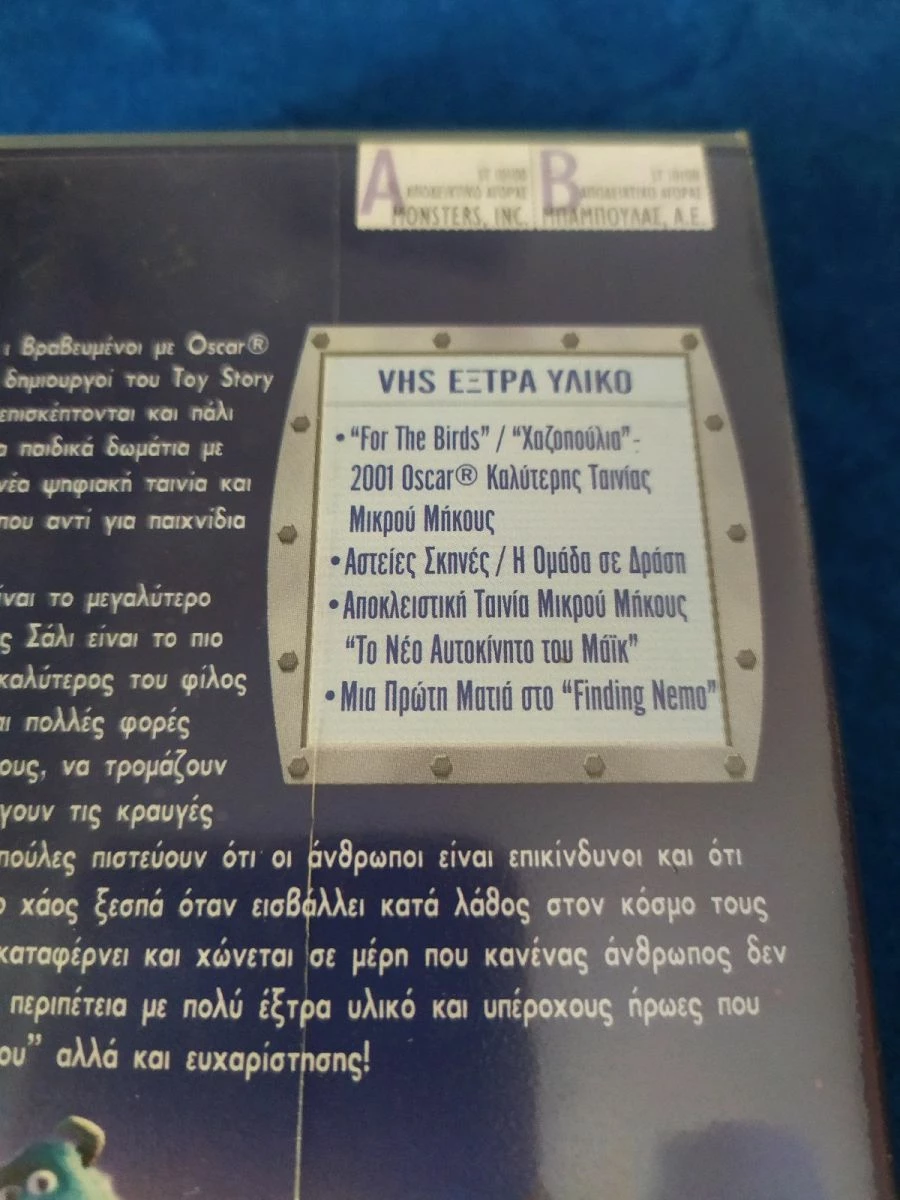 A
ΑΠΟΔΕΙΚΤΙΚΟ ΑΓΟΡΑΣ
MONSTERS, INC.
B
ΑΠΟΔΕΙΚΤΙΚΟ ΑΓΟΡΑΣ
ΜΠΑΜΠΟΥΛΑΣ, Α.Ε.
ι Βραβευμένοι με Oscar®
δημιουργοί του Toy Story
επισκέπτονται και πάλι
α παιδικά δωμάτια με
νέα ψηφιακή ταινία και
που αντί για παιχνίδια
είναι το μεγαλύτερο
ς Σάλι είναι το πιο
καλύτερος του φίλος
αι πολλές φορές
ους, να τρομάζουν
γουν τις κραυγές
πούλες πιστεύουν ότι οι άνθρωποι είναι επικίνδυνοι και ότι
ο χάος ξεσπά όταν εισβάλλει κατά λάθος στον κόσμο τους
καταφέρνει και χώνεται σε μέρη που κανένας άνθρωπος δεν
περιπέτεια με πολύ έξτρα υλικό και υπέροχους ήρωες που
ου” αλλά και ευχαρίστησης!
VHS ΕΞΤΡΑ ΥΛΙΚΟ
• “For The Birds” / “Χαζοπούλια”-
2001 Oscar® Καλύτερης Ταινίας
Μικρού Μήκους
• Αστείες Σκηνές / Η Ομάδα σε Δράση
• Αποκλειστική Ταινία Μικρού Μήκους
“Το Νέο Αυτοκίνητο του Μάϊκ”
• Μια Πρώτη Ματιά στο “Finding Nemo”